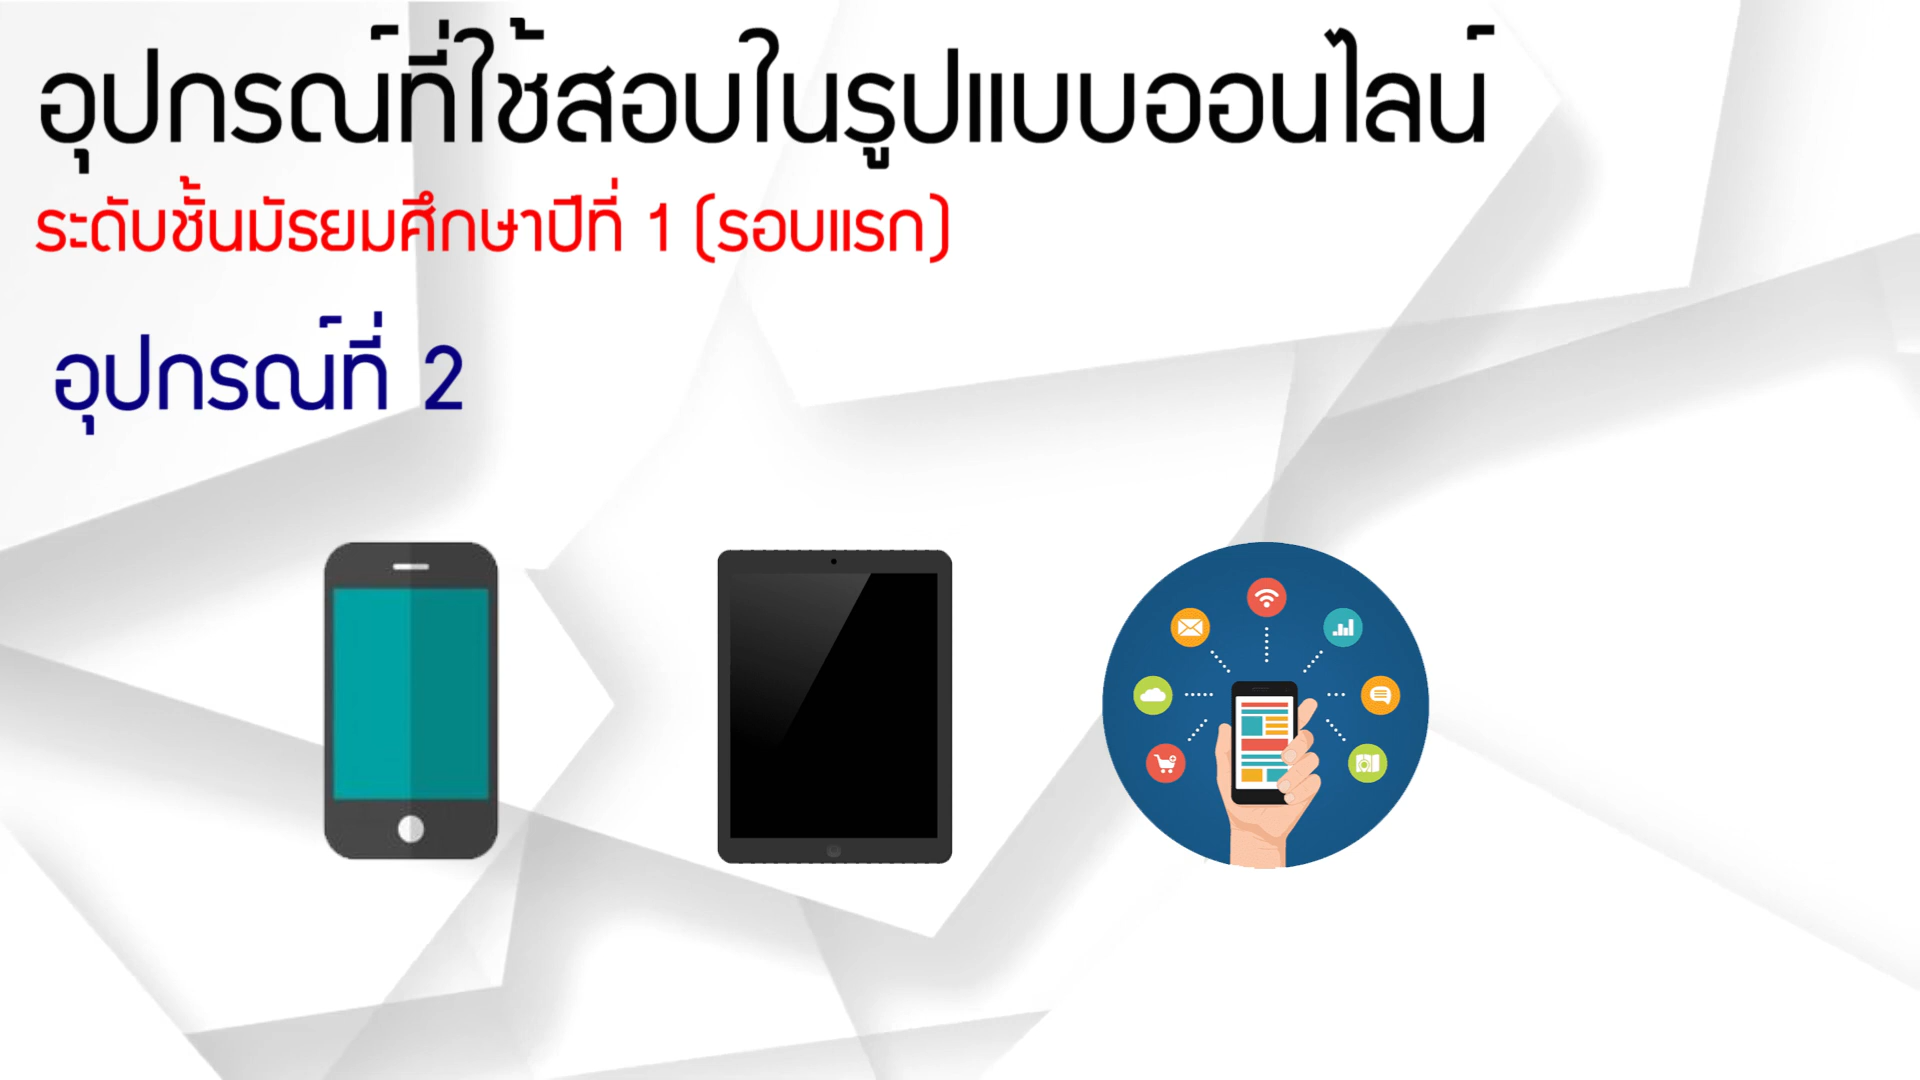 อุปกรณ์ที่ใช้สอบในรูปแบบออนไลน์
ระดับชั้นมัธยมศึกษาปีที่ 1 (รอบแรก)
อุปกรณ์ที่ 2